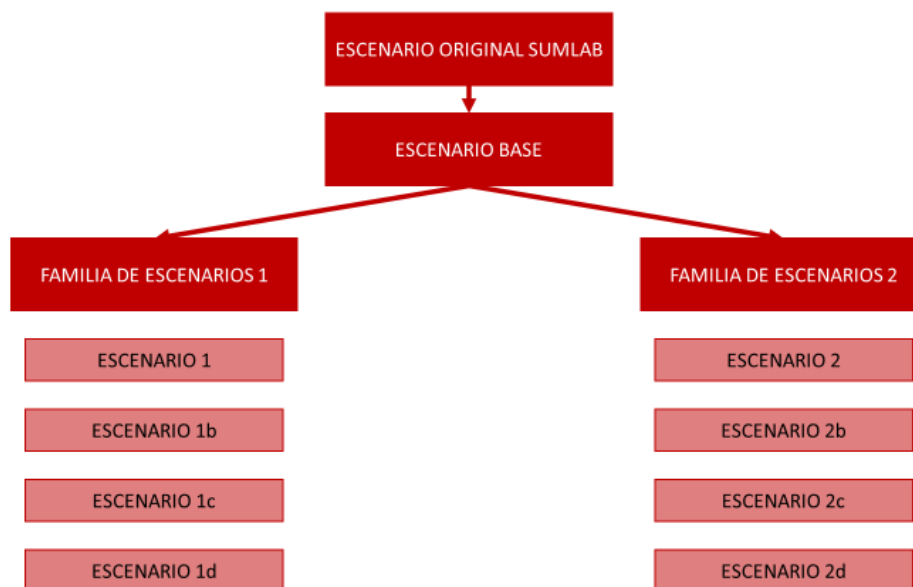 ESCENARIO ORIGINAL SUMLAB
ESCENARIO BASE
FAMILIA DE ESCENARIOS 1
FAMILIA DE ESCENARIOS 2
ESCENARIO 1
ESCENARIO 2
ESCENARIO 1b
ESCENARIO 2b
ESCENARIO 1c
ESCENARIO 2c
ESCENARIO 1d
ESCENARIO 2d